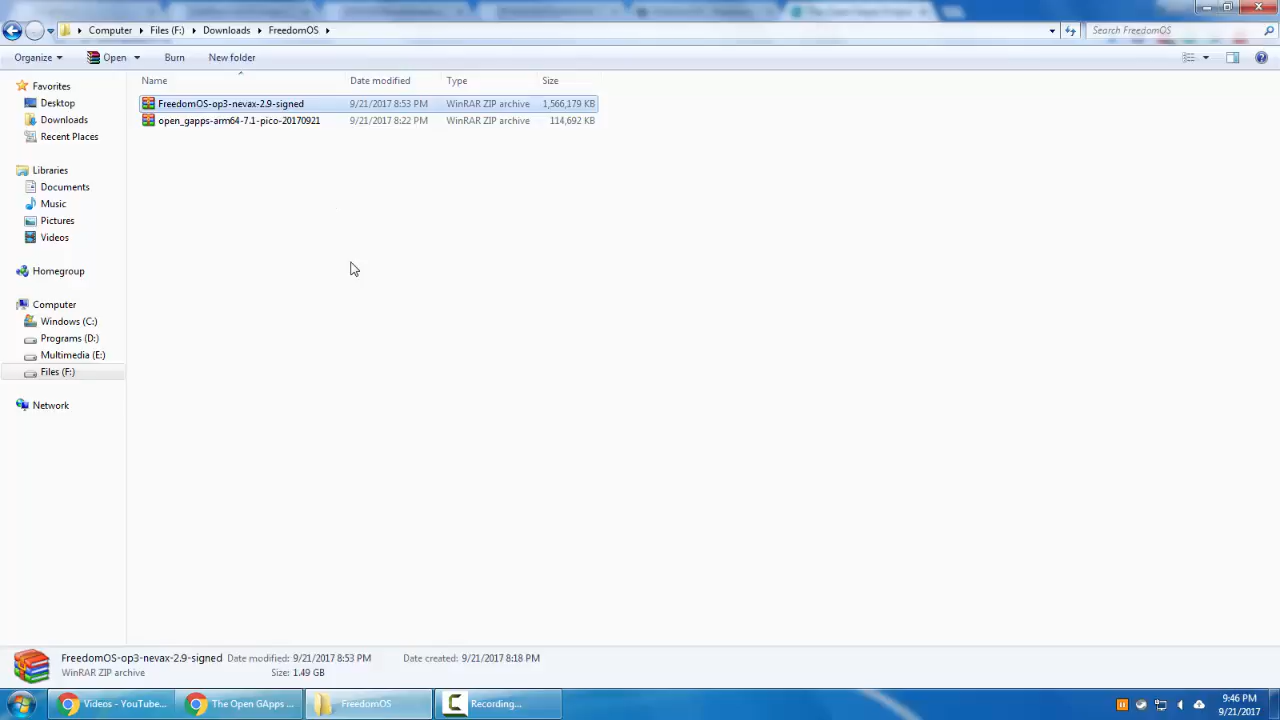 Computer
Files (F:)
Downloads
FreedomOS
Search FreedomOS
Organize
Open
Burn
New folder
Name
Date modified
Type
Size
Favorites
Desktop
Downloads
Recent Places
Libraries
Documents
Music
Pictures
Videos
Homegroup
Computer
Windows (C:)
Programs (D:)
Multimedia (E:)
Files (F:)
Network
FreedomOS-op3-nevax-2.9-signed 9/21/2017 8:53 PM WinRAR ZIP archive 1,566,179 KB
open_gapps-arm64-7.1-pico-20170921 9/21/2017 8:22 PM WinRAR ZIP archive 114,692 KB
FreedomOS-op3-nevax-2.9-signed Date modified: 9/21/2017 8:53 PM Date created: 9/21/2017 8:18 PM
WinRAR ZIP archive Size: 1.49 GB
Videos - YouTube...
The Open GApps ...
FreedomOS
Recording...
9:46 PM
9/21/2017